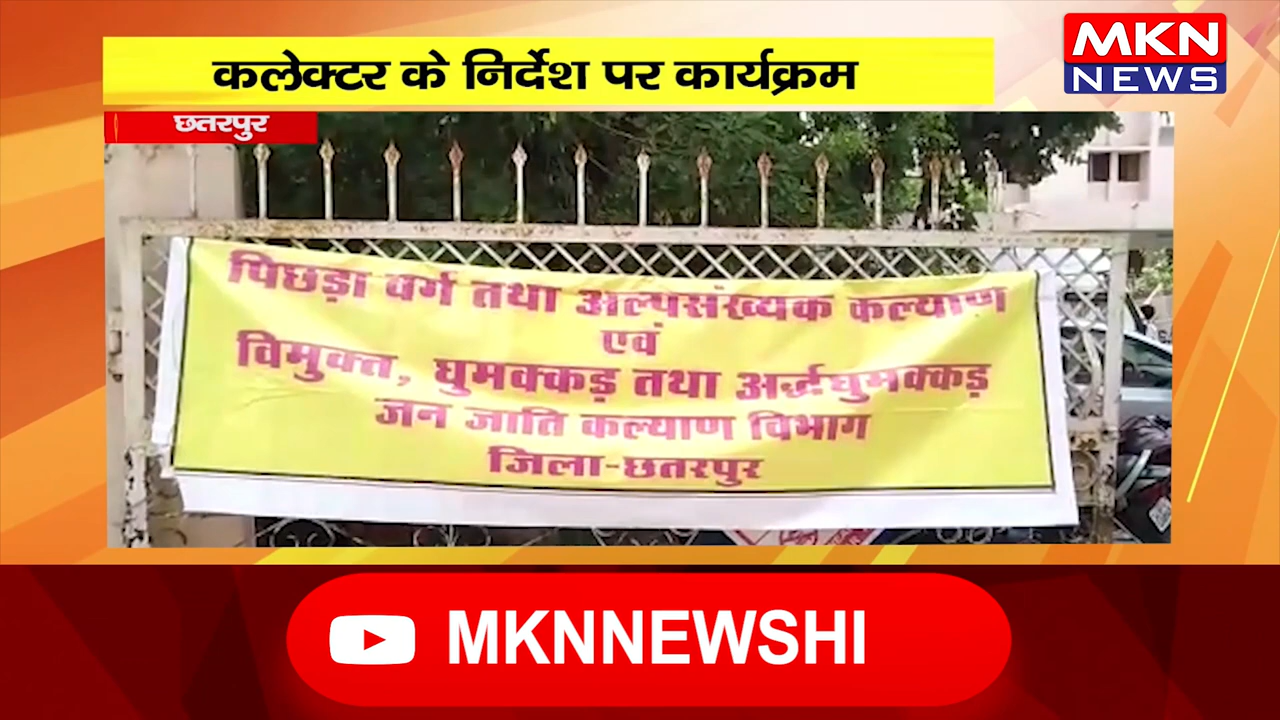 कलेक्टर के निर्देश पर कार्यक्रम
MKN
NEWS
छतरपुर
पिछड़ा वर्ग तथा अल्पसंख्यक कल्याण
एवं
विमुक्त, घुमक्कड़ तथा अर्द्धघुमक्कड़
जन जाति कल्याण विभाग
जिला-छतरपुर
MKNNEWSHI